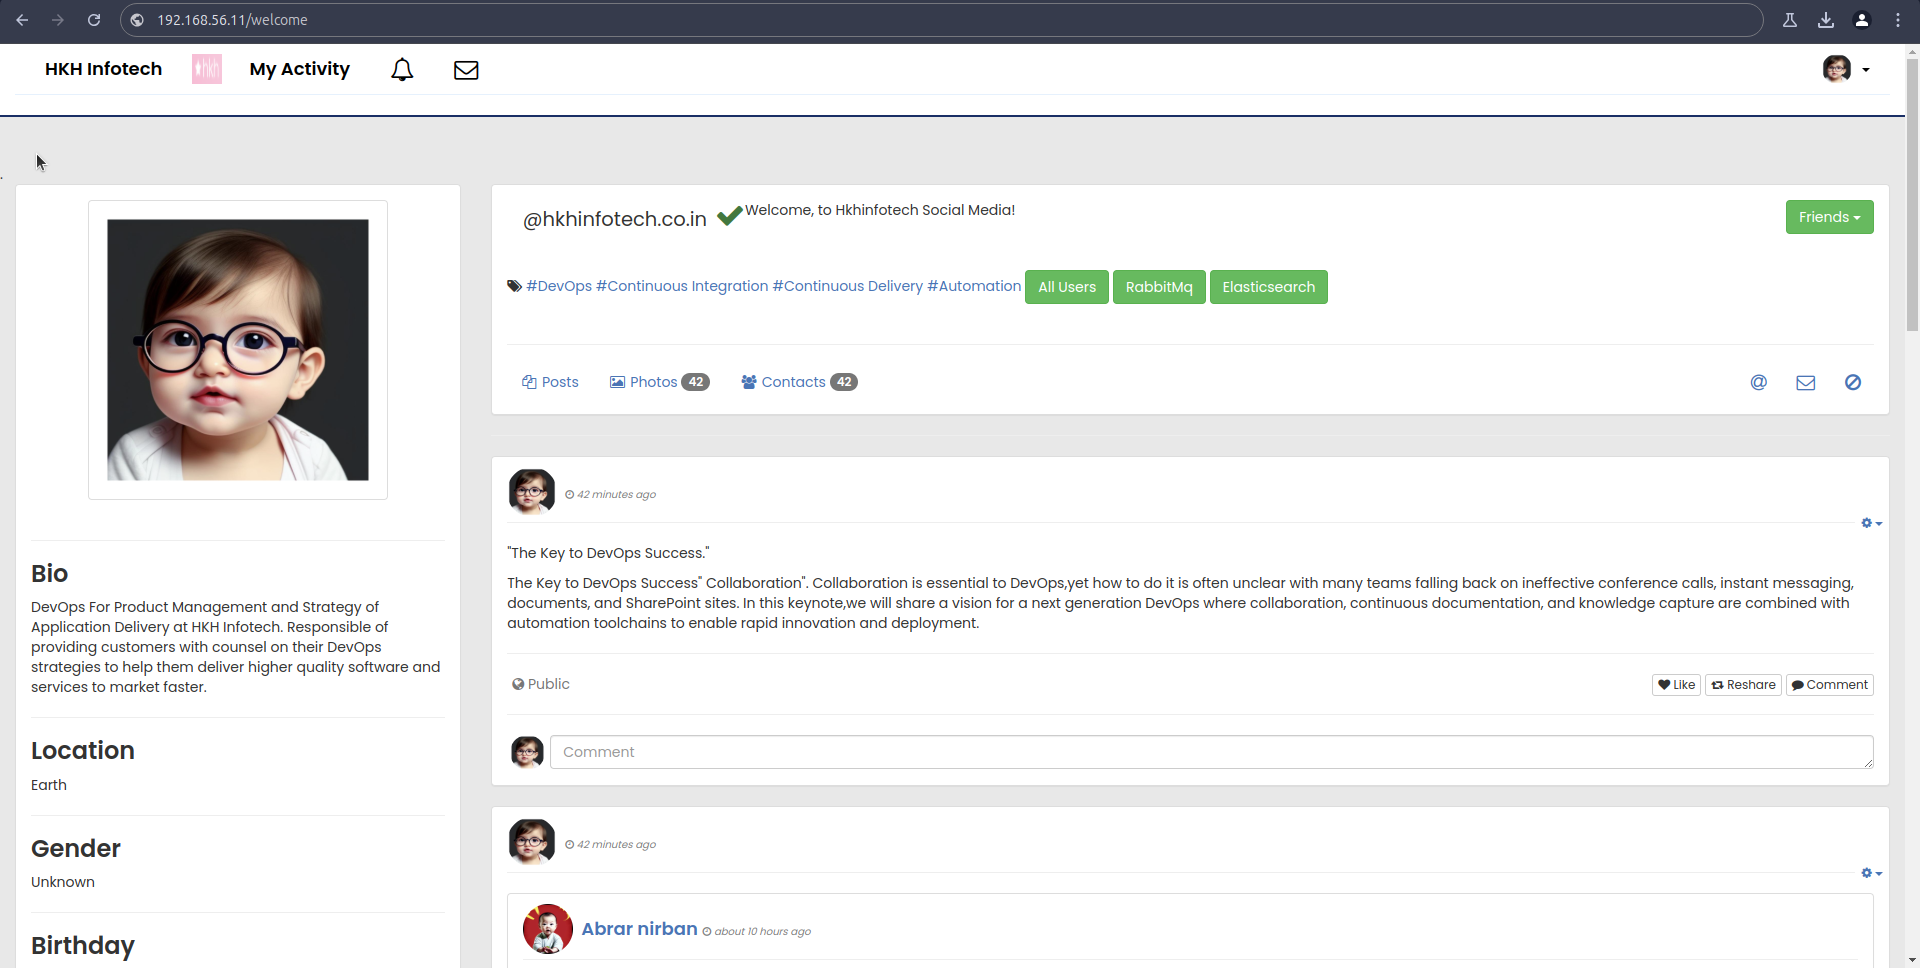 192.168.56.11/welcome
HKH Infotech
hkh
My Activity
@hkhinfotech.co.in
Welcome, to Hkhinfotech Social Media!
Friends
#DevOps #Continuous Integration #Continuous Delivery #Automation
All Users
RabbitMq
Elasticsearch
Posts
Photos 42
Contacts 42
@
Bio
DevOps For Product Management and Strategy of
Application Delivery at HKH Infotech. Responsible of
providing customers with counsel on their DevOps
strategies to help them deliver higher quality software and
services to market faster.
Location
Earth
Gender
Unknown
Birthday
42 minutes ago
"The Key to DevOps Success."
The Key to DevOps Success" Collaboration". Collaboration is essential to DevOps,yet how to do it is often unclear with many teams falling back on ineffective conference calls, instant messaging,
documents, and SharePoint sites. In this keynote,we will share a vision for a next generation DevOps where collaboration, continuous documentation, and knowledge capture are combined with
automation toolchains to enable rapid innovation and deployment.
Public
Like
Reshare
Comment
Comment
42 minutes ago
Abrar nirban about 10 hours ago